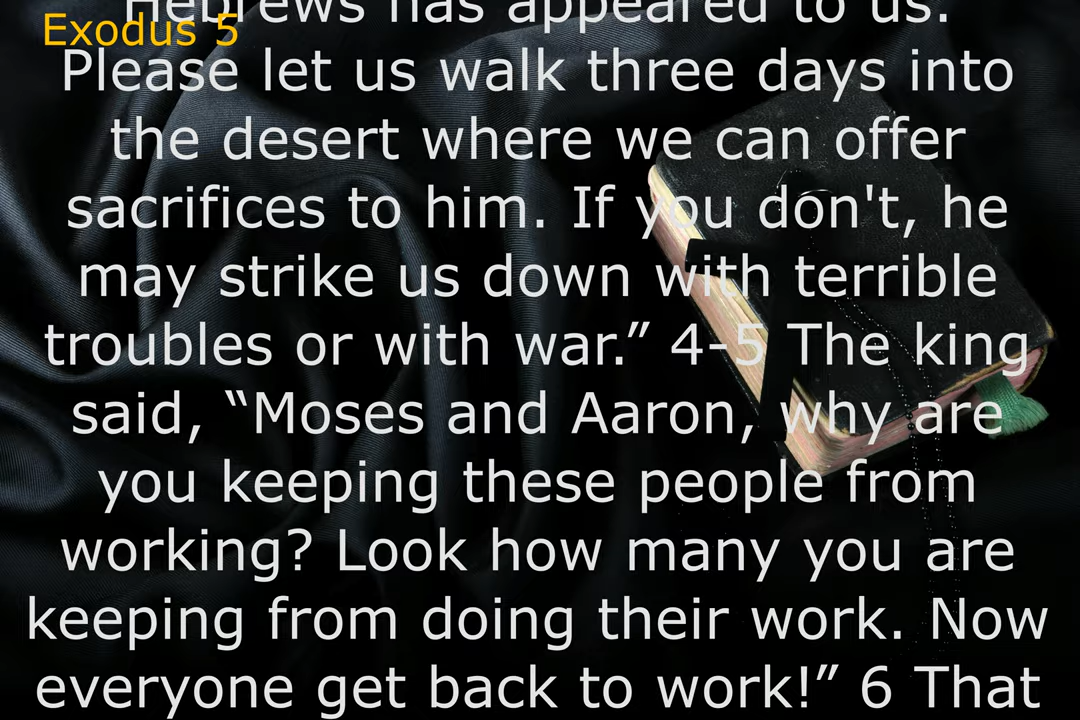 Hebrews has appeared to us.
Exodus 5
Please let us walk three days into
the desert where we can offer
sacrifices to him. If you don't, he
may strike us down with terrible
troubles or with war.” 4-5 The king
said, “Moses and Aaron, why are
you keeping these people from
working? Look how many you are
keeping from doing their work. Now
everyone get back to work!” 6 That